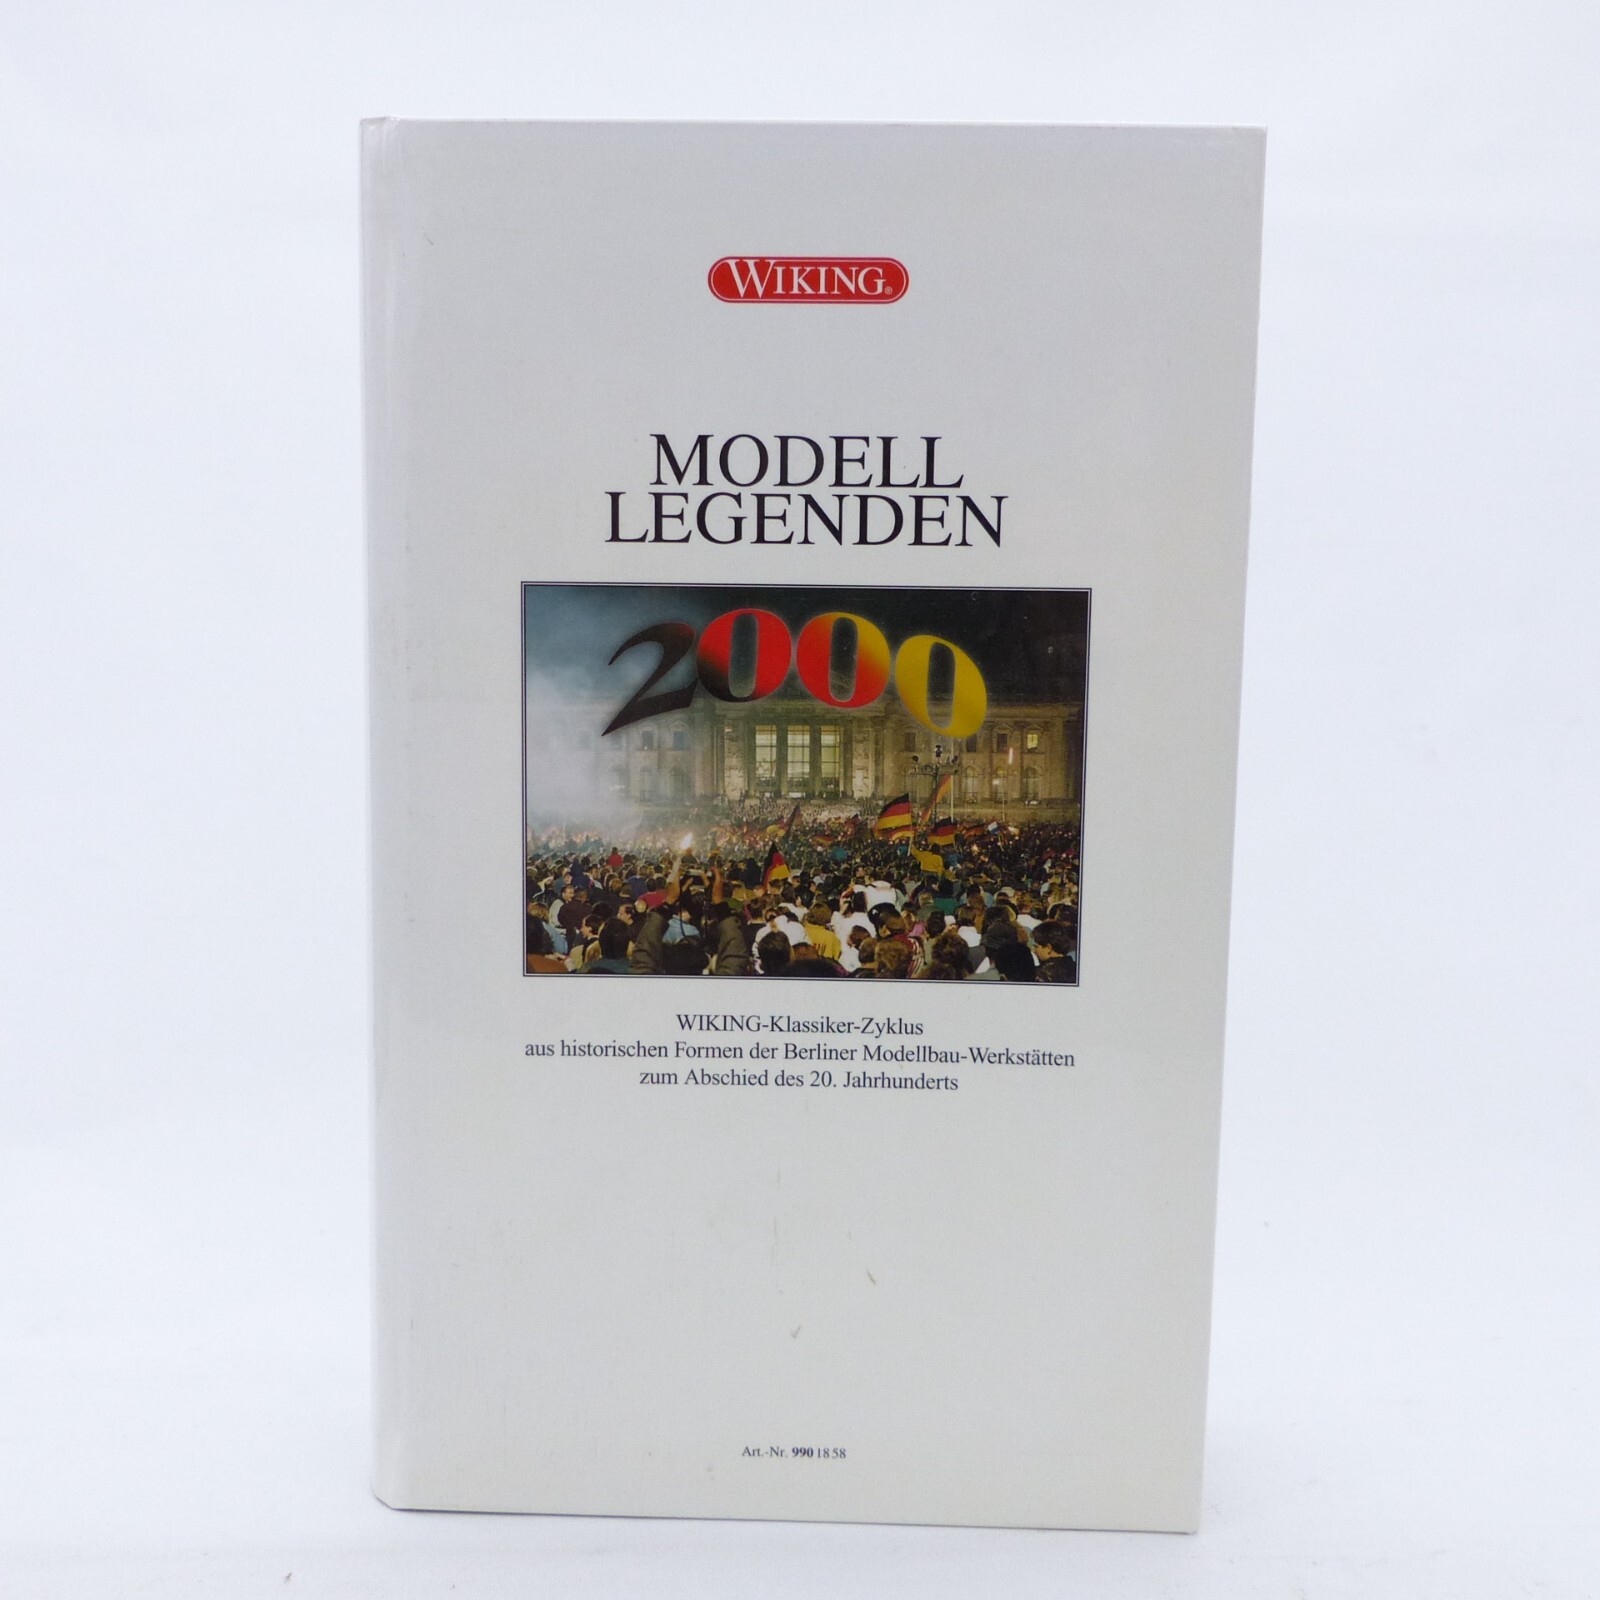 WIKING®
MODELL
LEGENDEN
2000
WIKING-Klassiker-Zyklus
aus historischen Formen der Berliner Modellbau-Werkstätten
zum Abschied des 20. Jahrhunderts
Art.-Nr. 990 18 58